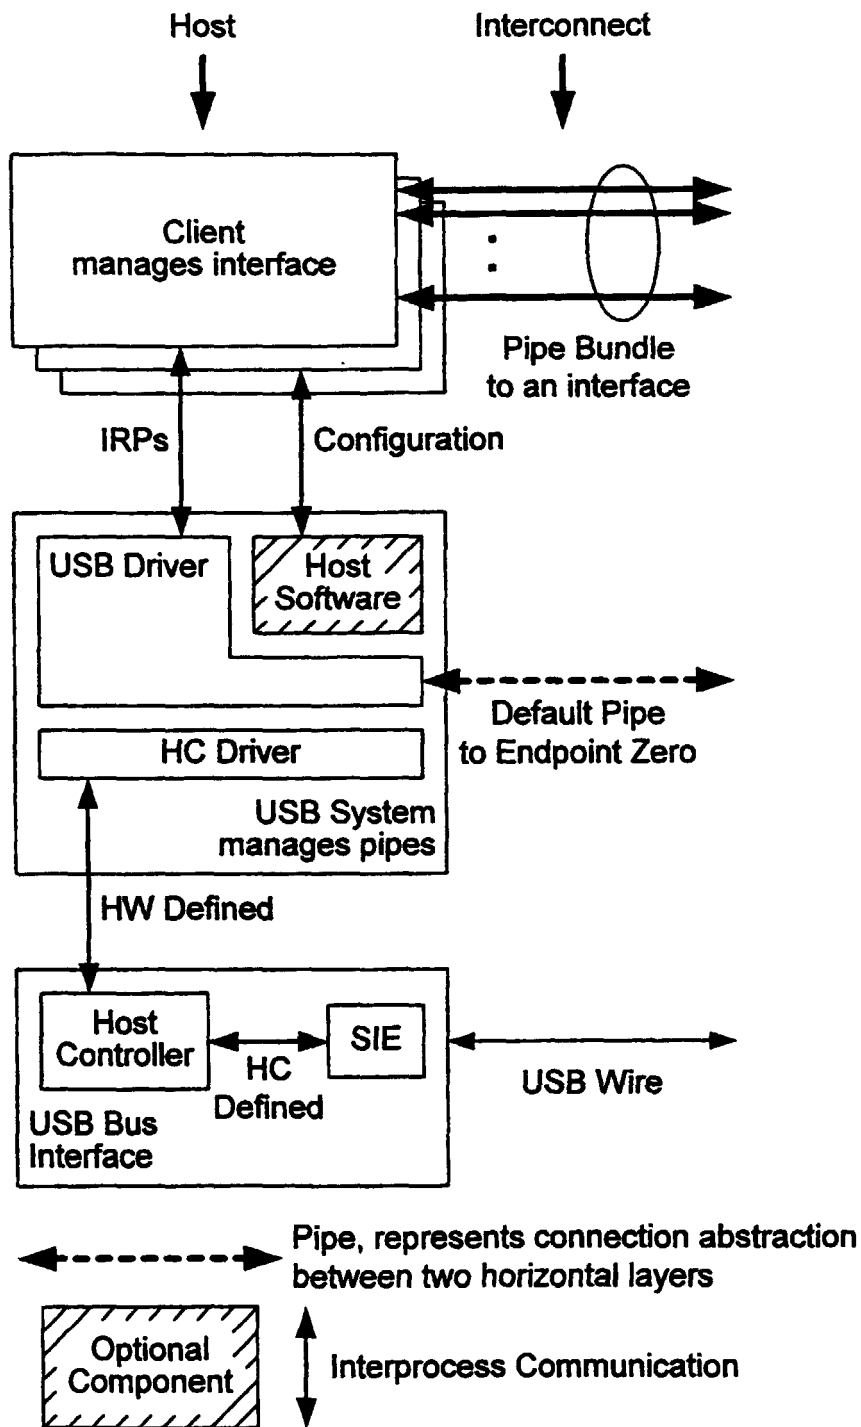 Host
Interconnect
Client
manages interface
Pipe Bundle
to an interface
IRPs
Configuration
USB Driver
Host
Software
Default Pipe
to Endpoint Zero
HC Driver
USB System
manages pipes
HW Defined
Host
Controller
SIE
HC
Defined
USB Wire
USB Bus
Interface
Pipe, represents connection abstraction
between two horizontal layers
Optional
Component
Interprocess Communication